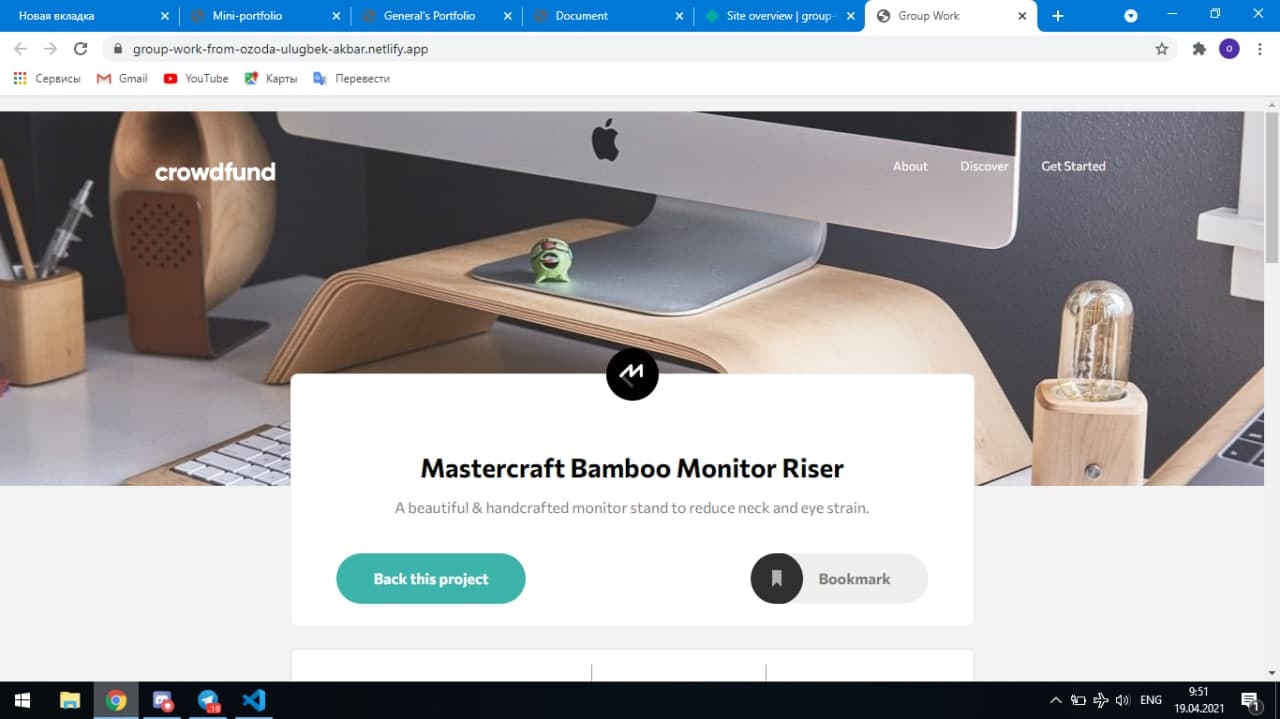 Новая вкладка
Mini-portfolio
General's Portfolio
Document
Site overview | group-
Group Work
group-work-from-ozoda-ulugbek-akbar.netlify.app
O
Сервисы
Gmail
YouTube
Карты
Перевести
crowdfund
About
Discover
Get Started
Mastercraft Bamboo Monitor Riser
A beautiful & handcrafted monitor stand to reduce neck and eye strain.
Back this project
Bookmark
ENG
9:51
19.04.2021
1